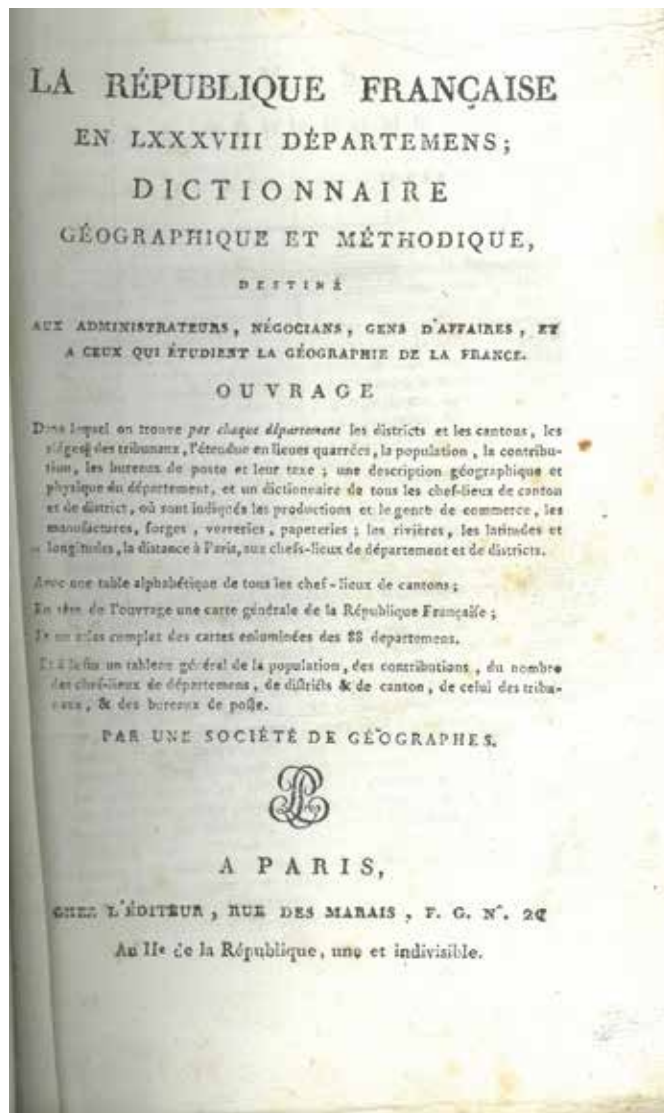 LA RÉPUBLIQUE FRANÇAISE
EN LXXXVIII DÉPARTEMENS;
DICTIONNAIRE
GÉOGRAPHIQUE ET MÉTHODIQUE,
DESTINÉ
AUX ADMINISTRATEURS, NÉGOCIANS, GENS D'AFFAIRES, ET
A CEUX QUI ÉTUDIENT LA GÉOGRAPHIE DE LA FRANCE.
OUVRAGE
Dans lequel on trouve par chaque département les districts et les cantons, les
siéges des tribunaux, l'étendue en lieues quarrées, la population, la contribu-
tion, les bureaux de poste et leur taxe; une description géographique et
physique du département, et un dictionnaire de tous les chef-lieux de canton
et de district, où sont indiqués les productions et le genre de commerce, les
manufactures, forges, verreries, papeteries; les rivières, les latitudes et
longitudes, la distance à Paris, aux chefs-lieux de département et de districts.
Avec une table alphabétique de tous les chef-lieux de cantons;
En tête de l'ouvrage une carte générale de la République Françaiſe;
Et un atlas complet des cartes enluminées des 88 departemens.
Et à la fin un tableau général de la population, des contributions, du nombre
des chef-lieux de départemens, de diſtricts & de canton, de celui des tribu-
naux, & des bureaux de poſte.
PAR UNE SOCIÉTÉ DE GÉOGRAPHES.
A PARIS,
CHEZ L'ÉDITEUR, RUE DES MARAIS, F. G. N°.
An IIe de la République, une et indivisible.